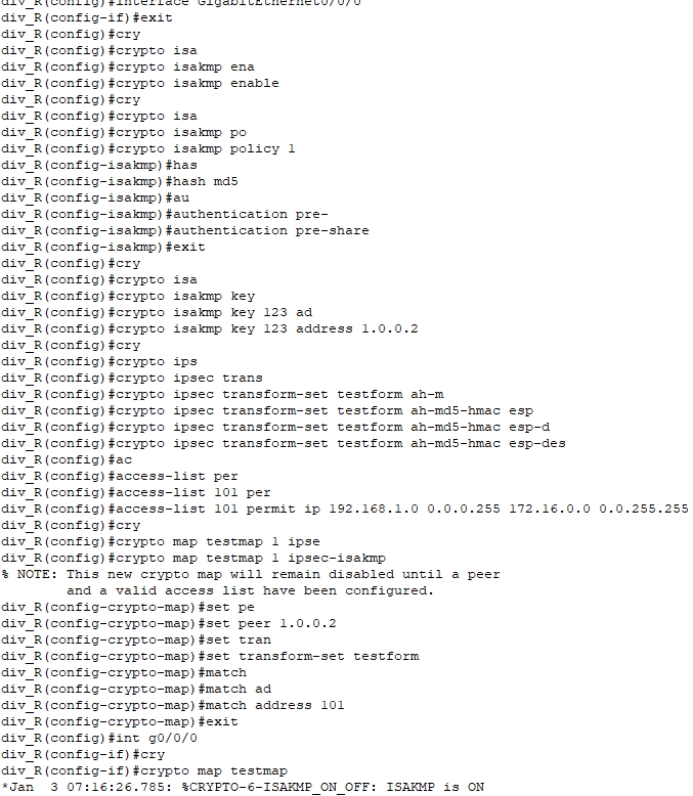 div_R(config)#interface GigabitEthernet0/0/0
div_R(config-if)#exit
div_R(config)#cry
div_R(config)#crypto isa
div_R(config)#crypto isakmp ena
div_R(config)#crypto isakmp enable
div_R(config)#cry
div_R(config)#crypto isa
div_R(config)#crypto isakmp po
div_R(config)#crypto isakmp policy 1
div_R(config-isakmp)#has
div_R(config-isakmp)#hash md5
div_R(config-isakmp)#au
div_R(config-isakmp)#authentication pre-
div_R(config-isakmp)#authentication pre-share
div_R(config-isakmp)#exit
div_R(config)#cry
div_R(config)#crypto isa
div_R(config)#crypto isakmp key
div_R(config)#crypto isakmp key 123 ad
div_R(config)#crypto isakmp key 123 address 1.0.0.2
div_R(config)#cry
div_R(config)#crypto ips
div_R(config)#crypto ipsec trans
div_R(config)#crypto ipsec transform-set testform ah-m
div_R(config)#crypto ipsec transform-set testform ah-md5-hmac esp
div_R(config)#crypto ipsec transform-set testform ah-md5-hmac esp-d
div_R(config)#crypto ipsec transform-set testform ah-md5-hmac esp-des
div_R(config)#ac
div_R(config)#access-list per
div_R(config)#access-list 101 per
div_R(config)#access-list 101 permit ip 192.168.1.0 0.0.0.255 172.16.0.0 0.0.255.255
div_R(config)#cry
div_R(config)#crypto map testmap 1 ipse
div_R(config)#crypto map testmap 1 ipsec-isakmp
% NOTE: This new crypto map will remain disabled until a peer
and a valid access list have been configured.
div_R(config-crypto-map)#set pe
div_R(config-crypto-map)#set peer 1.0.0.2
div_R(config-crypto-map)#set tran
div_R(config-crypto-map)#set transform-set testform
div_R(config-crypto-map)#match
div_R(config-crypto-map)#match ad
div_R(config-crypto-map)#match address 101
div_R(config-crypto-map)#exit
div_R(config)#int g0/0/0
div_R(config-if)#cry
div_R(config-if)#crypto map testmap
*Jan  3 07:16:26.785: %CRYPTO-6-ISAKMP_ON_OFF: ISAKMP is ON